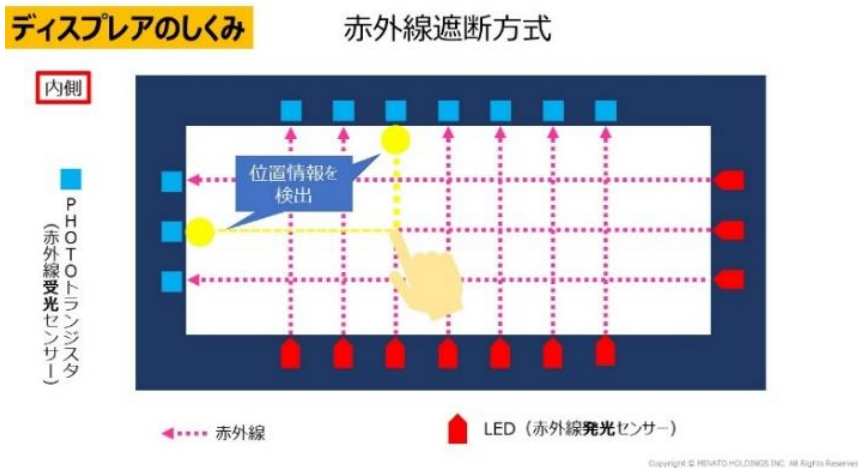 ディスプレアのしくみ
赤外線遮断方式
内側
位置情報を
検出
PHOTOトランジスタ
(赤外線受光センサー)
赤外線
LED(赤外線発光センサー)
Copyright © MINATO HOLDINGS INC. All Rights Reserved